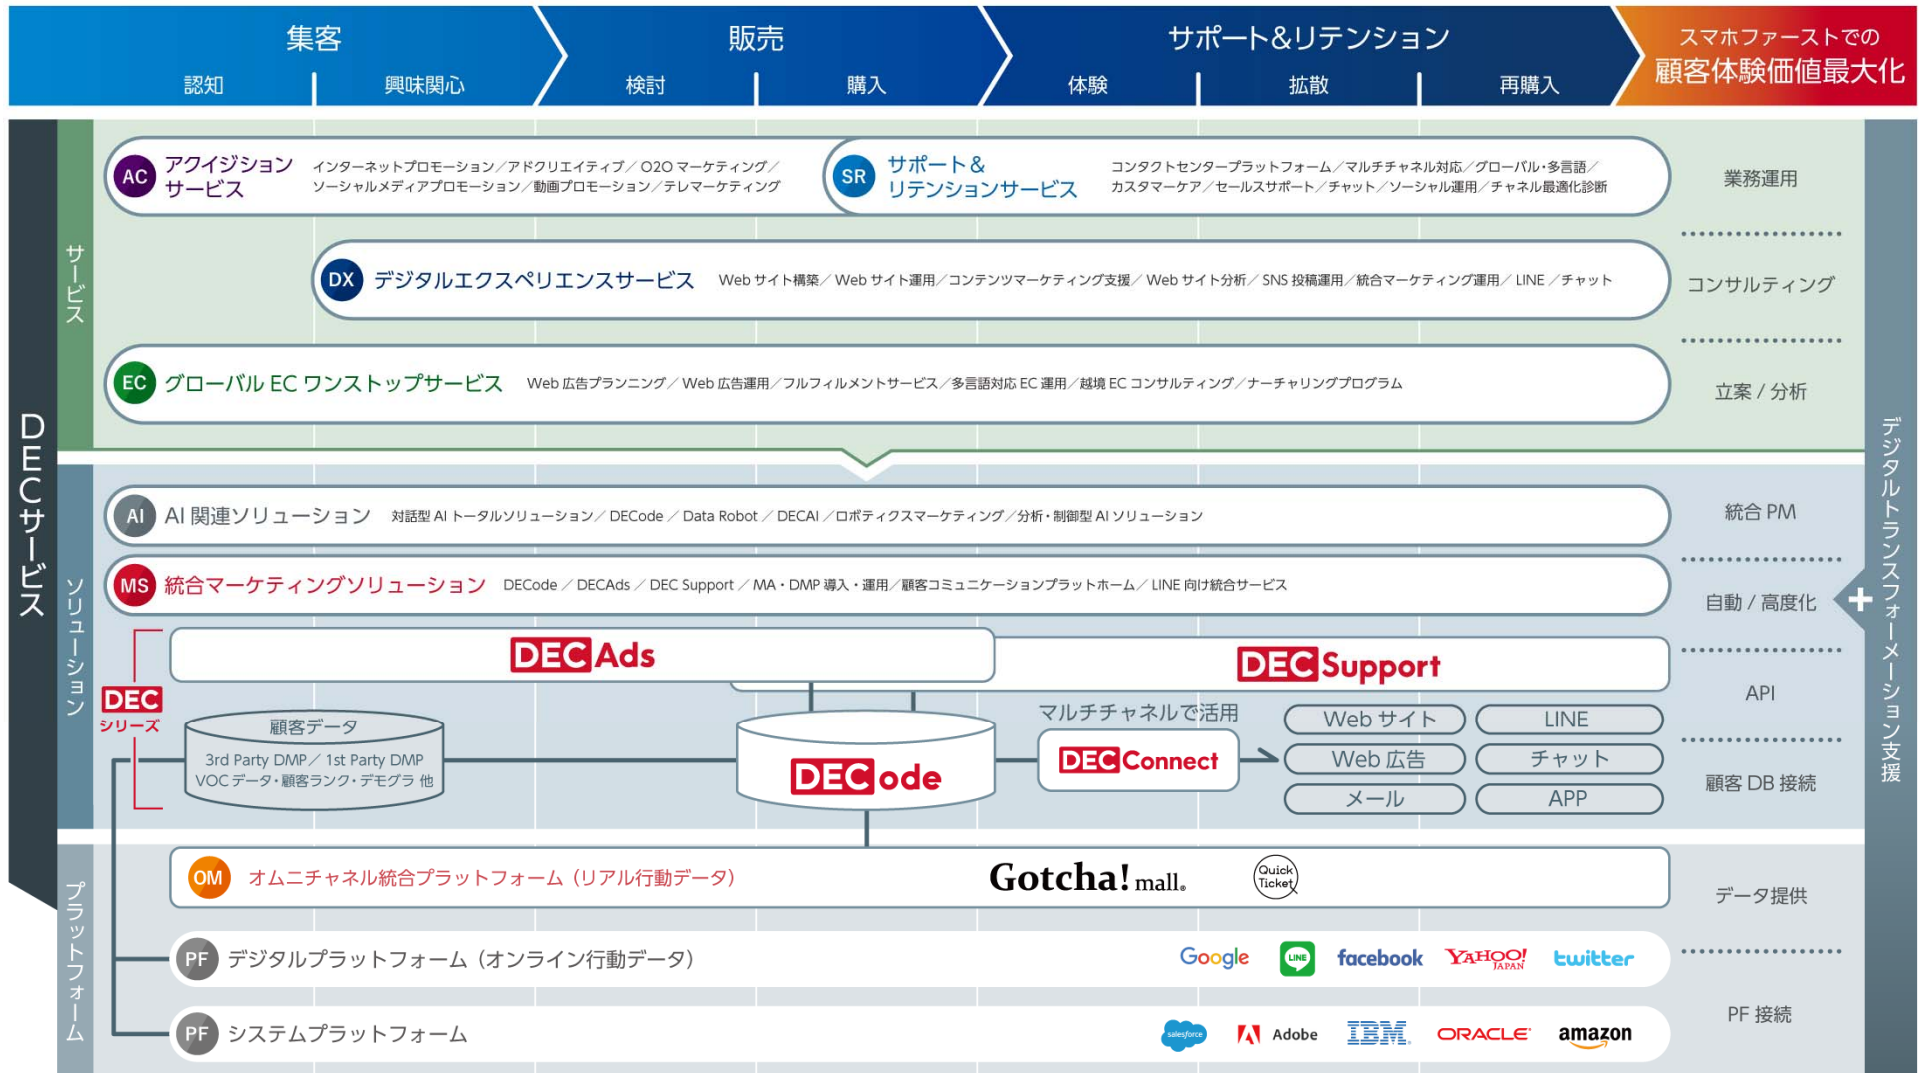 集客
販売
サポート&リテンション
スマホファーストでの
顧客体験価値最大化
認知
興味関心
検討
購入
体験
拡散
再購入
DECサービス
サービス
AC
アクイジション
サービス
インターネットプロモーション／アドクリエイティブ／O2Oマーケティング／
ソーシャルメディアプロモーション／動画プロモーション／テレマーケティング
SR
サポート&
リテンションサービス
コンタクトセンタープラットフォーム／マルチチャネル対応／グローバル・多言語／
カスタマーケア／セールスサポート／チャット／ソーシャル運用／チャネル最適化診断
業務運用
DX
デジタルエクスペリエンスサービス
Webサイト構築／Webサイト運用／コンテンツマーケティング支援／Webサイト分析／SNS投稿運用／統合マーケティング運用／LINE／チャット
コンサルティング
EC
グローバルECワンストップサービス
Web広告プランニング／Web広告運用／フルフィルメントサービス／多言語対応EC運用／越境ECコンサルティング／ナーチャリングプログラム
立案 / 分析
デジタルトランスフォーメーション支援
+
ソリューション
AI
AI関連ソリューション
対話型AIトータルソリューション／DECode／Data Robot／DECAI／ロボティクスマーケティング／分析・制御型AIソリューション
統合PM
MS
統合マーケティングソリューション
DECode／DECAds／DEC Support／MA・DMP導入・運用／顧客コミュニケーションプラットホーム／LINE向け統合サービス
自動 / 高度化
DEC Ads
DEC Support
DEC
シリーズ
API
顧客データ
3rd Party DMP／1st Party DMP
VOCデータ・顧客ランク・デモグラ 他
DECode
マルチチャネルで活用
DEC Connect
Webサイト
LINE
Web広告
チャット
メール
APP
顧客DB接続
プラットフォーム
OM
オムニチャネル統合プラットフォーム（リアル行動データ）
Gotcha! mall.
Quick
Ticket
データ提供
PF
デジタルプラットフォーム（オンライン行動データ）
Google
LINE
facebook
YAHOO!
JAPAN
twitter
PF
システムプラットフォーム
salesforce
Adobe
IBM
ORACLE
amazon
PF接続